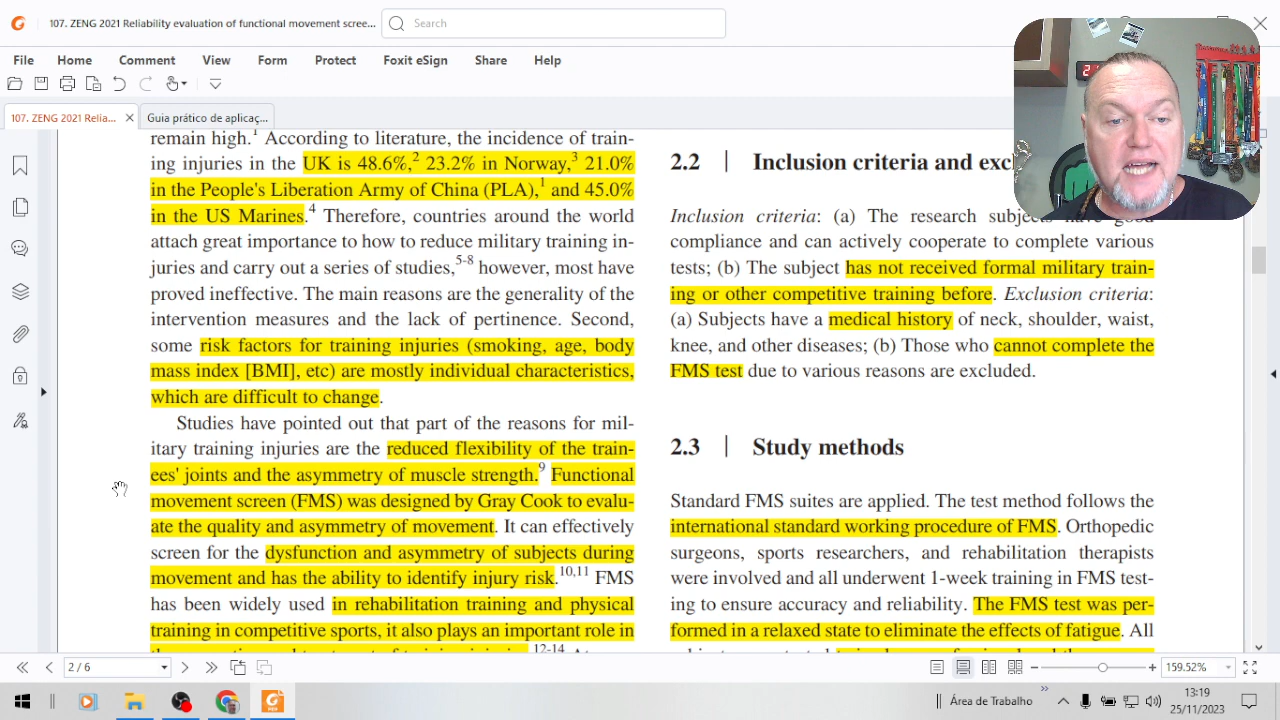 107. ZENG 2021 Reliability evaluation of functional movement scree...
Search
File Home Comment View Form Protect Foxit eSign Share Help
107. ZENG 2021 Relia...
Guia prático de aplicaç...
remain high.1 According to literature, the incidence of train-
ing injuries in the UK is 48.6%,2 23.2% in Norway,3 21.0%
in the People's Liberation Army of China (PLA),1 and 45.0%
in the US Marines.4 Therefore, countries around the world
attach great importance to how to reduce military training in-
juries and carry out a series of studies,5-8 however, most have
proved ineffective. The main reasons are the generality of the
intervention measures and the lack of pertinence. Second,
some risk factors for training injuries (smoking, age, body
mass index [BMI], etc) are mostly individual characteristics,
which are difficult to change.
Studies have pointed out that part of the reasons for mil-
itary training injuries are the reduced flexibility of the train-
ees' joints and the asymmetry of muscle strength.9 Functional
movement screen (FMS) was designed by Gray Cook to evalu-
ate the quality and asymmetry of movement. It can effectively
screen for the dysfunction and asymmetry of subjects during
movement and has the ability to identify injury risk.10,11 FMS
has been widely used in rehabilitation training and physical
training in competitive sports, it also plays an important role in
12-14
2.2 | Inclusion criteria and
Inclusion criteria: (a) The research subjects have good
compliance and can actively cooperate to complete various
tests; (b) The subject has not received formal military train-
ing or other competitive training before. Exclusion criteria:
(a) Subjects have a medical history of neck, shoulder, waist,
knee, and other diseases; (b) Those who cannot complete the
FMS test due to various reasons are excluded.
2.3 | Study methods
Standard FMS suites are applied. The test method follows the
international standard working procedure of FMS. Orthopedic
surgeons, sports researchers, and rehabilitation therapists
were involved and all underwent 1-week training in FMS test-
ing to ensure accuracy and reliability. The FMS test was per-
formed in a relaxed state to eliminate the effects of fatigue. All
2 / 6
159.52%
Área de Trabalho
13:19
25/11/2023